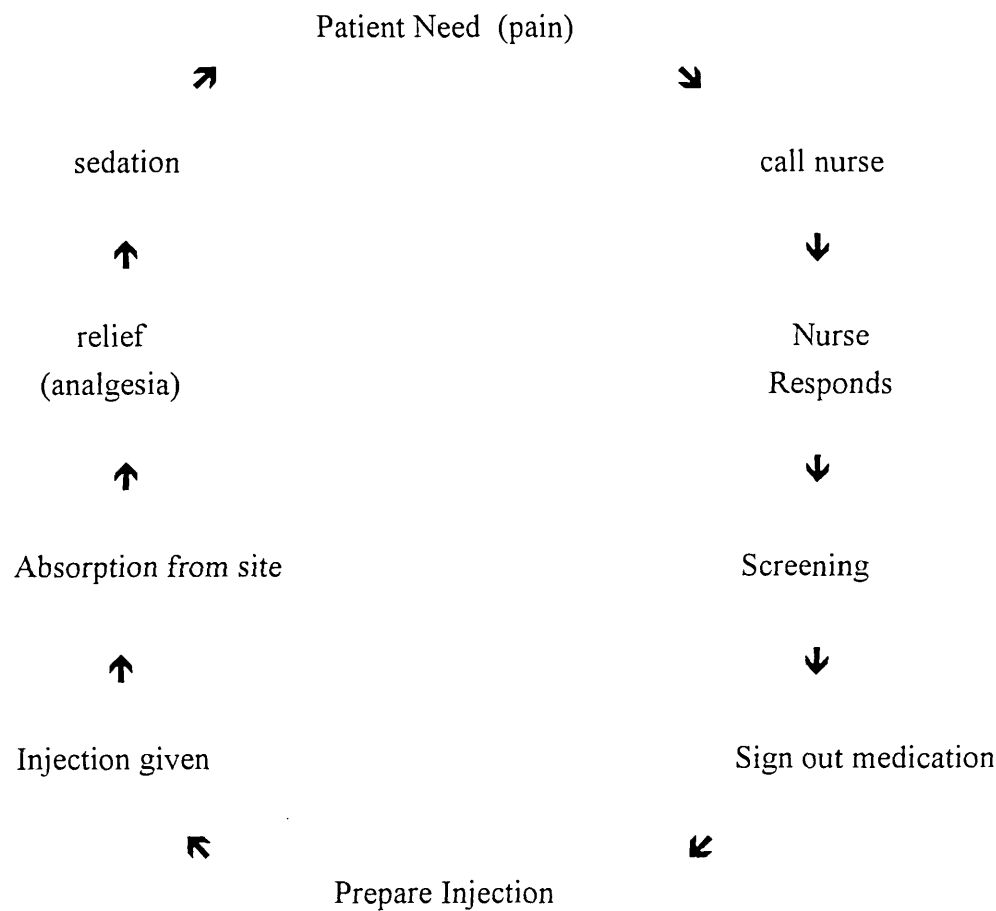 Patient Need (pain)
sedation
call nurse
relief
(analgesia)
Nurse
Responds
Absorption from site
Screening
Injection given
Sign out medication
Prepare Injection